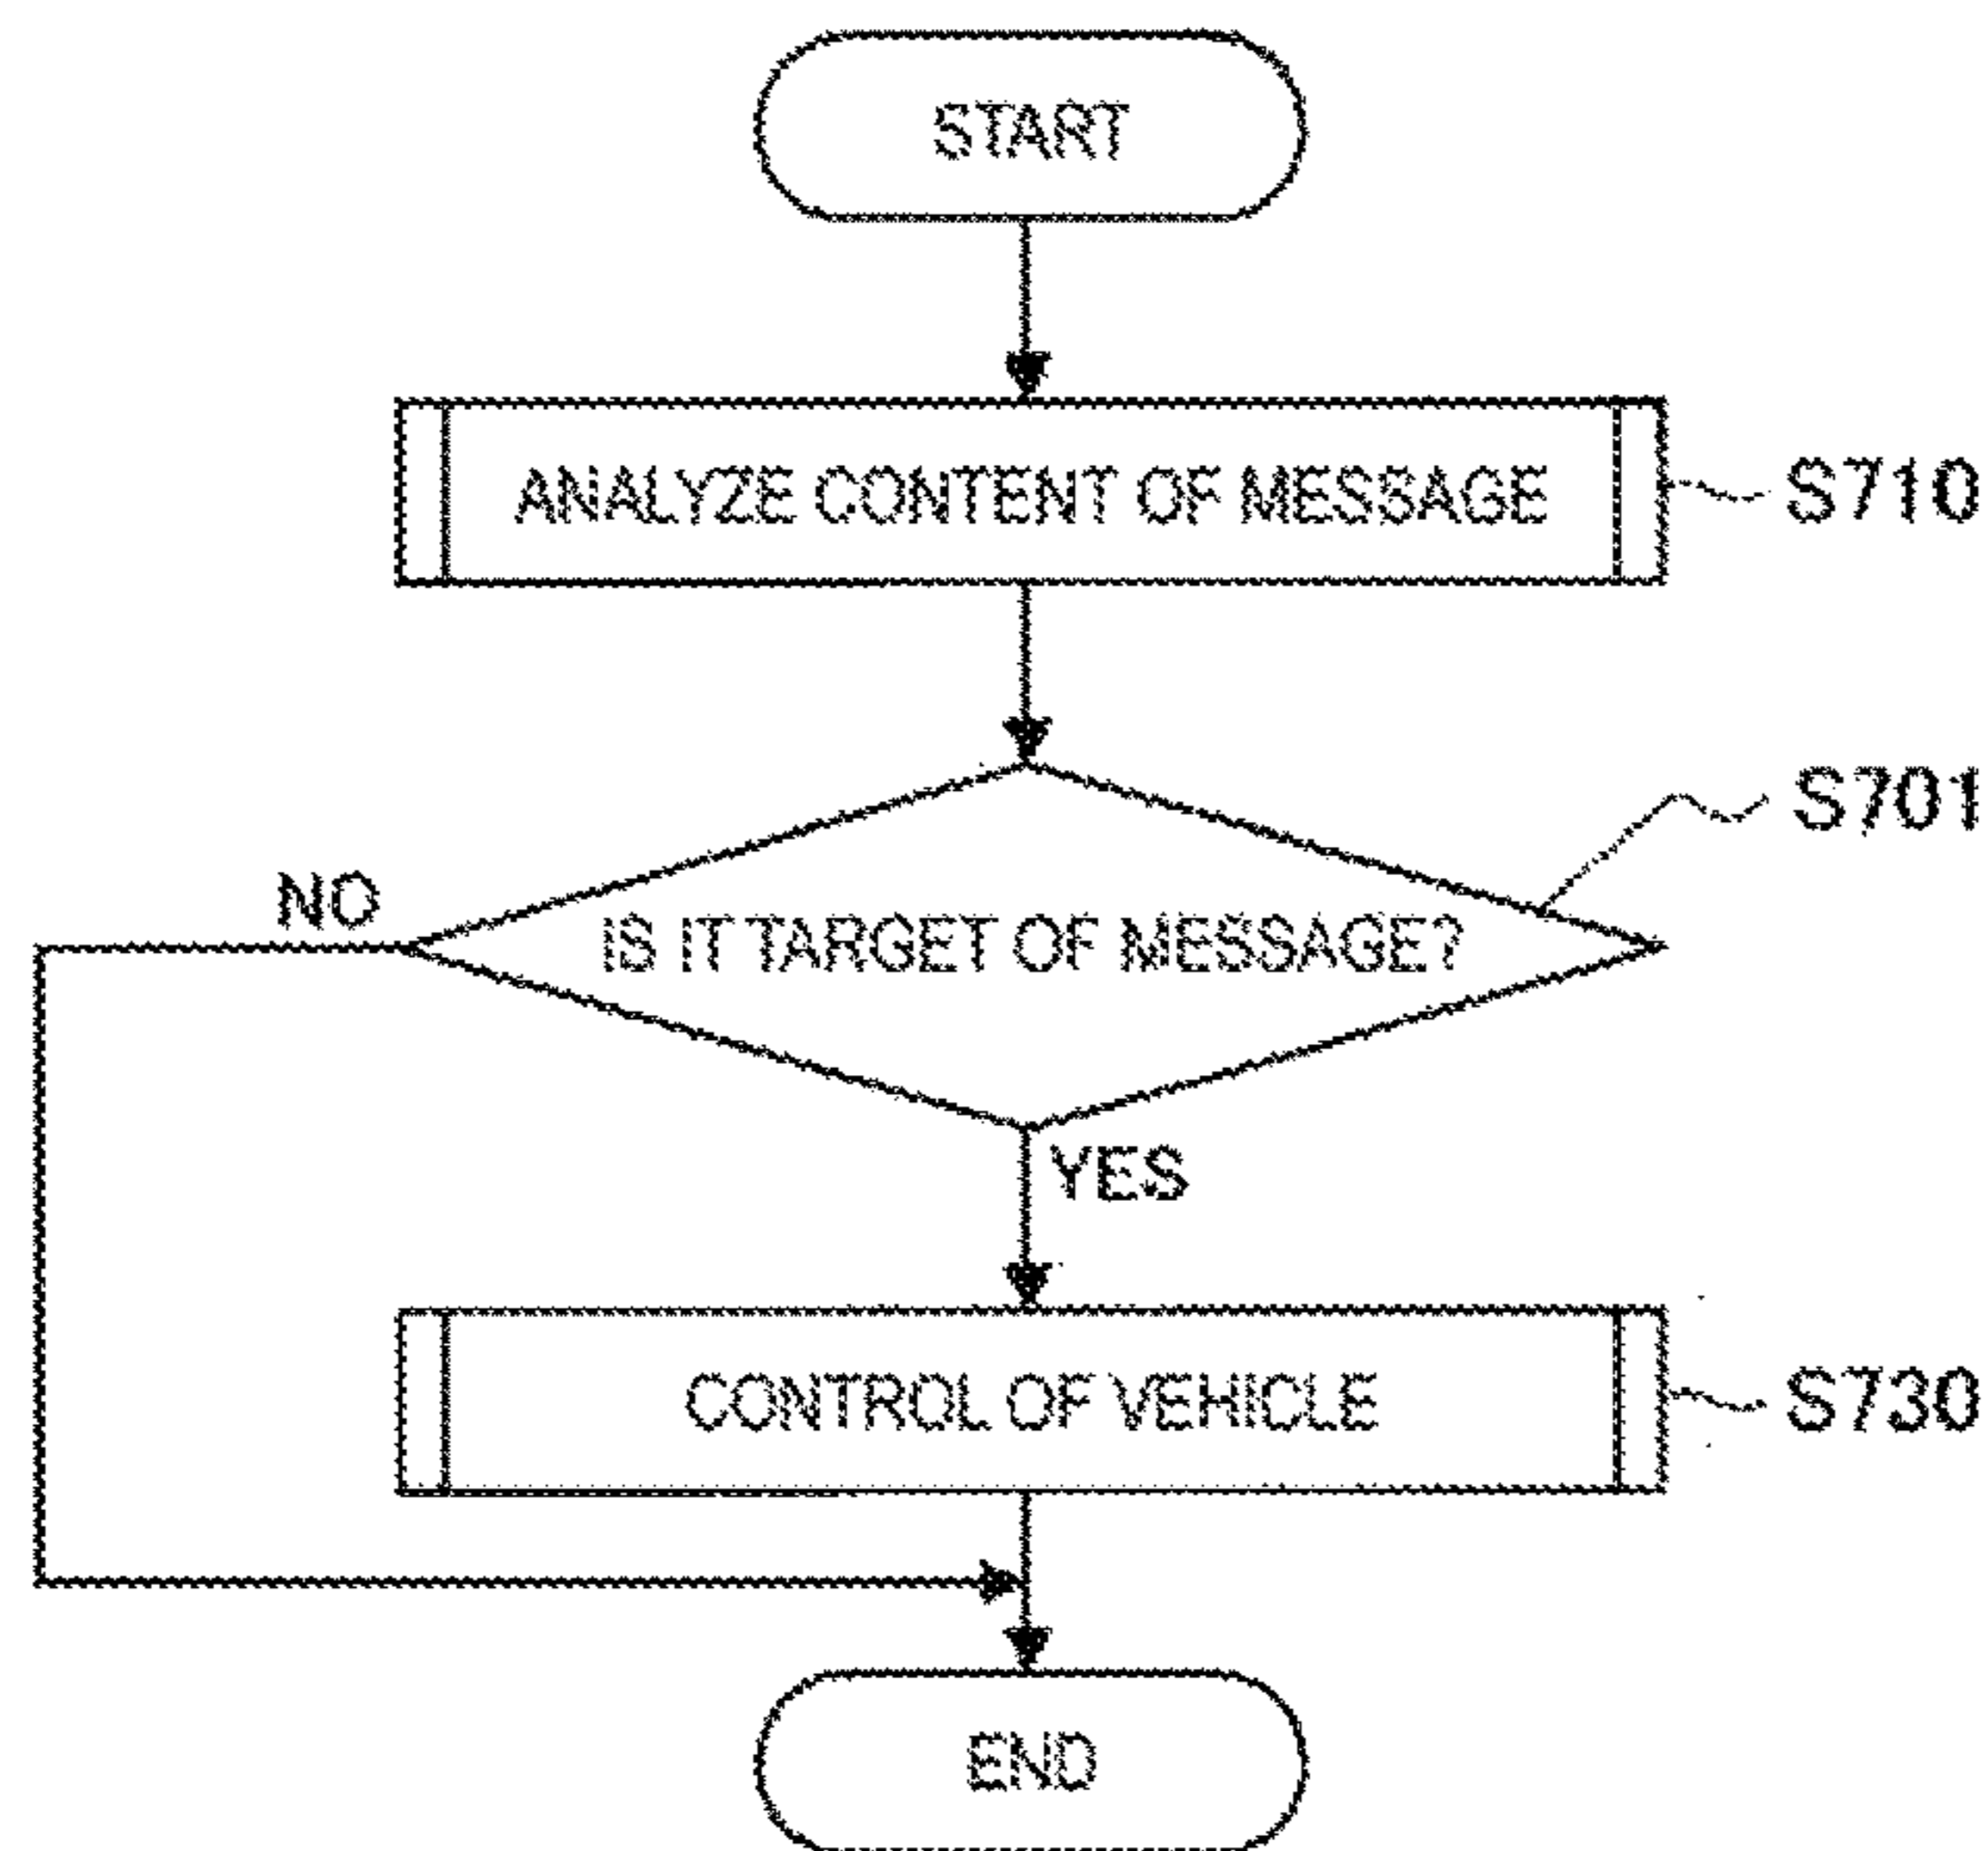 START
ANALYZE CONTENT OF MESSAGE
S710
S701
NO
IS IT TARGET OF MESSAGE?
YES
CONTROL OF VEHICLE
S730
END